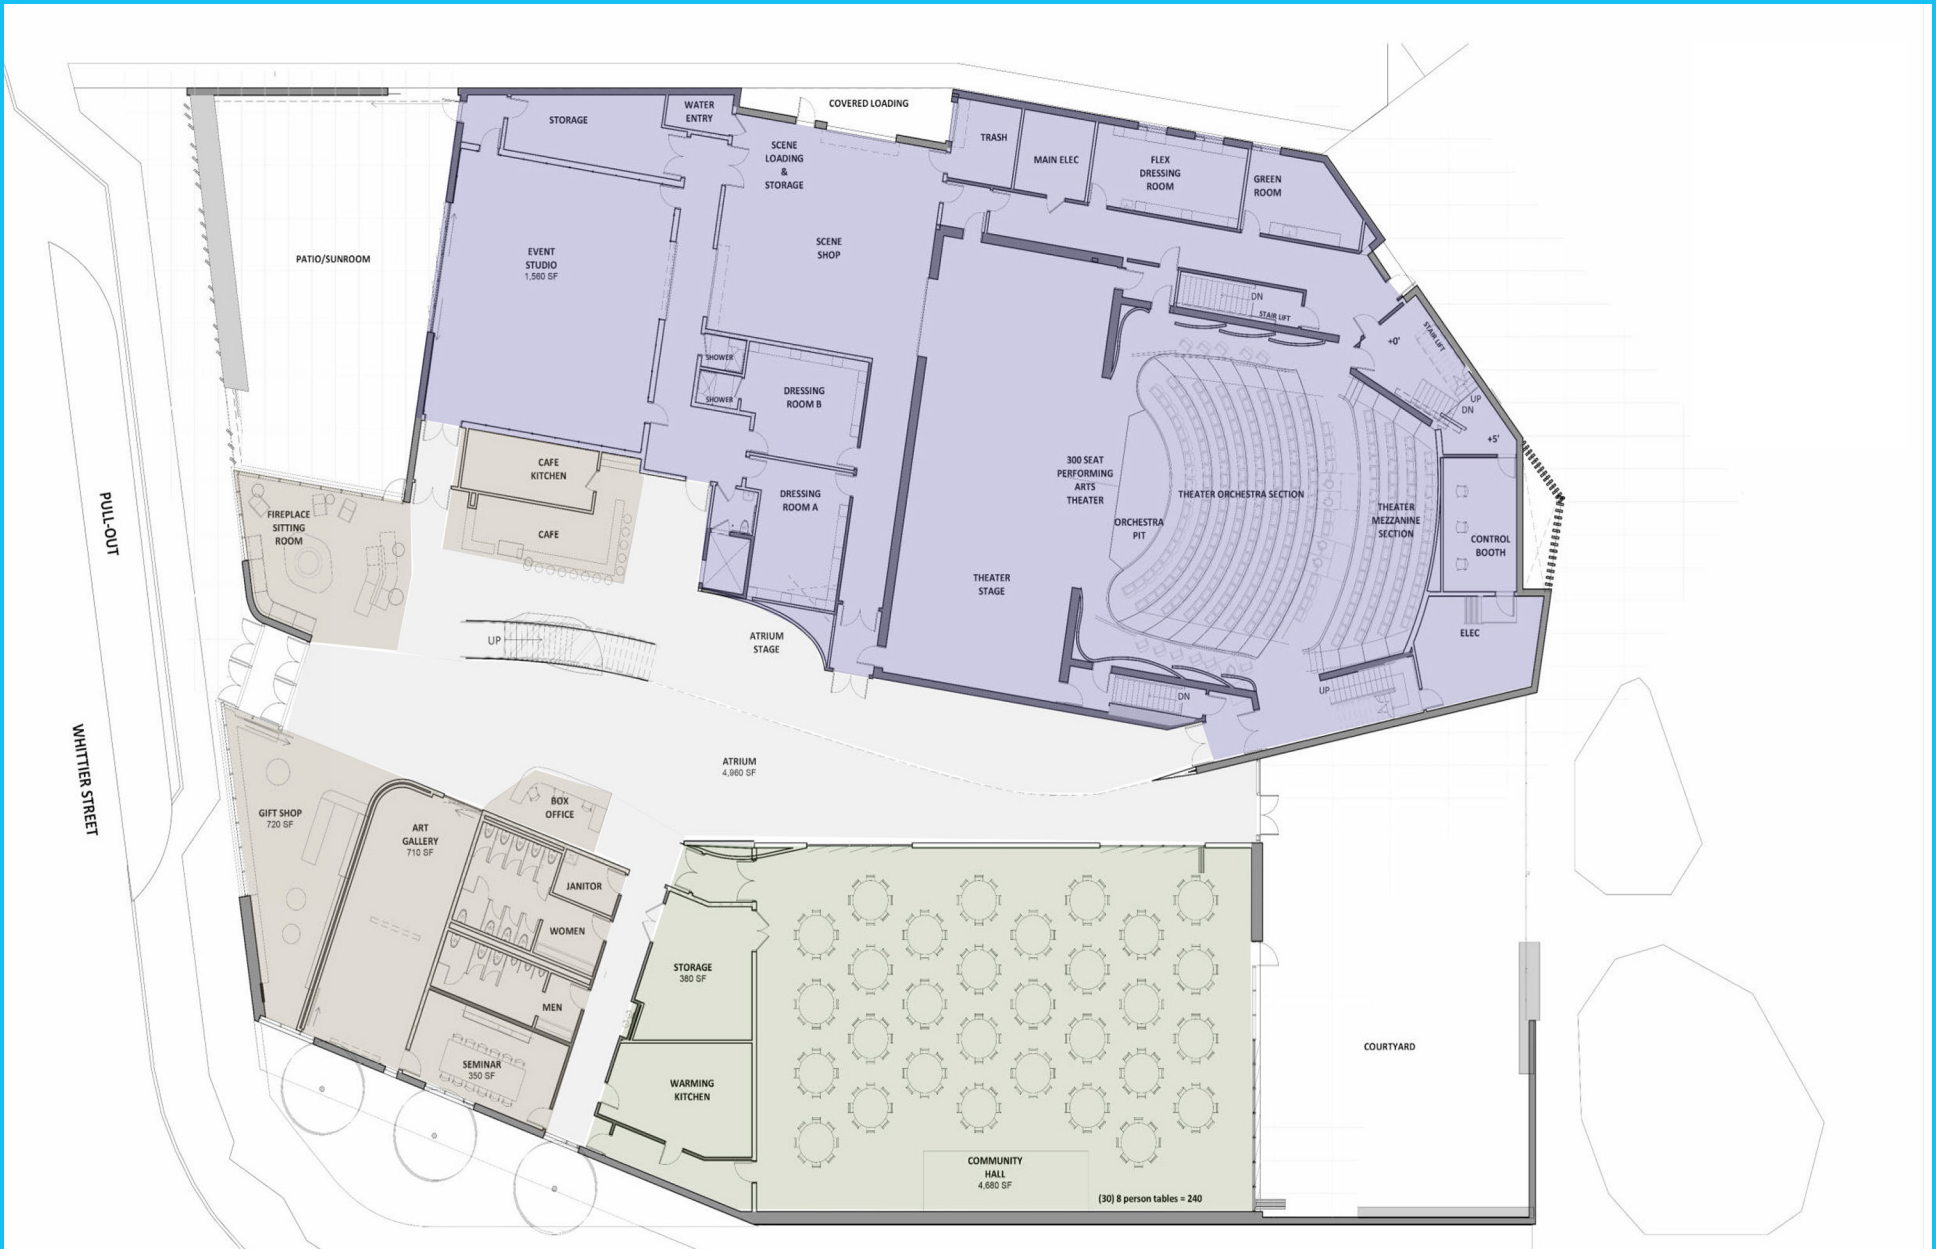 COVERED LOADING
STORAGE
WATER
ENTRY
SCENE
LOADING
&
STORAGE
TRASH
MAIN ELEC
FLEX
DRESSING
ROOM
GREEN
ROOM
PATIO/SUNROOM
EVENT
STUDIO
1,560 SF
SCENE
SHOP
DN
STAIR LIFT
STAIR LIFT
+0'
UP
DN
+5'
SHOWER
SHOWER
DRESSING
ROOM B
CAFE
KITCHEN
CAFE
DRESSING
ROOM A
300 SEAT
PERFORMING
ARTS
THEATER
THEATER ORCHESTRA SECTION
ORCHESTRA
PIT
THEATER
MEZZANINE
SECTION
CONTROL
BOOTH
PULL-OUT
FIREPLACE
SITTING
ROOM
THEATER
STAGE
ELEC
UP
ATRIUM
STAGE
DN
UP
WHITTIER STREET
ATRIUM
4,960 SF
GIFT SHOP
720 SF
ART
GALLERY
710 SF
BOX
OFFICE
JANITOR
WOMEN
MEN
STORAGE
380 SF
SEMINAR
350 SF
WARMING
KITCHEN
COURTYARD
COMMUNITY
HALL
4,680 SF
(30) 8 person tables = 240